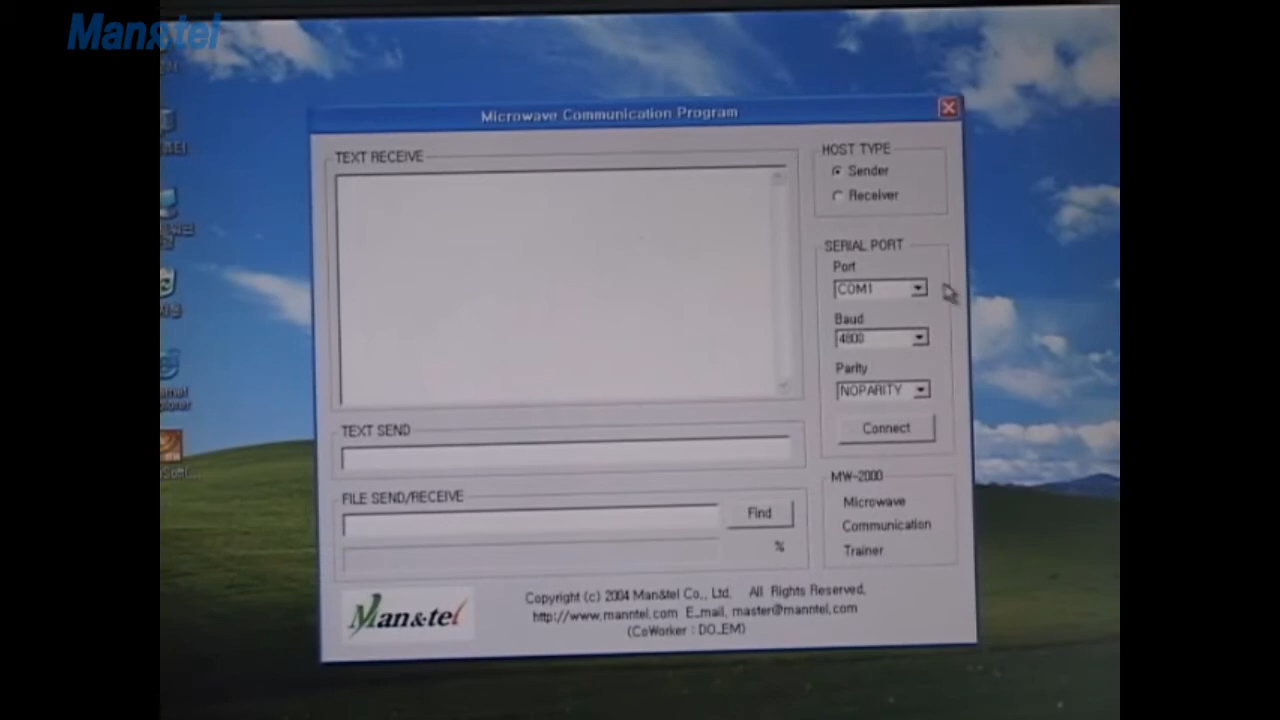 Man&tel
Microwave Communication Program
TEXT RECEIVE
HOST TYPE
Sender
Receiver
SERIAL PORT
Port
COM1
Baud
4800
Parity
NOPARITY
Connect
TEXT SEND
FILE SEND/RECEIVE
Find
%
MW-2000
Microwave
Communication
Trainer
Man&tel
Copyright (c) 2004 Man&tel Co,, Ltd, All Rights Reserved,
http://www,manntel,com E_mail, master@manntel,com
(CoWorker : DO_EM)